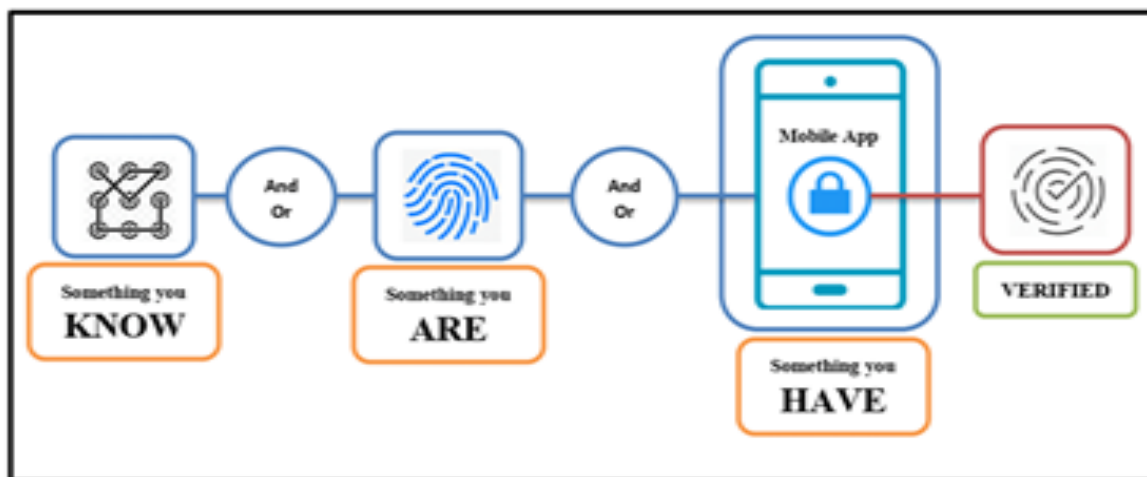 Mobile App
And
Or
And
Or
Something you
KNOW
Something you
ARE
VERIFIED
Something you
HAVE